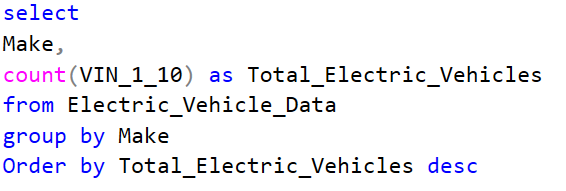 select
Make,
count(VIN_1_10) as Total_Electric_Vehicles
from Electric_Vehicle_Data
group by Make
Order by Total_Electric_Vehicles desc